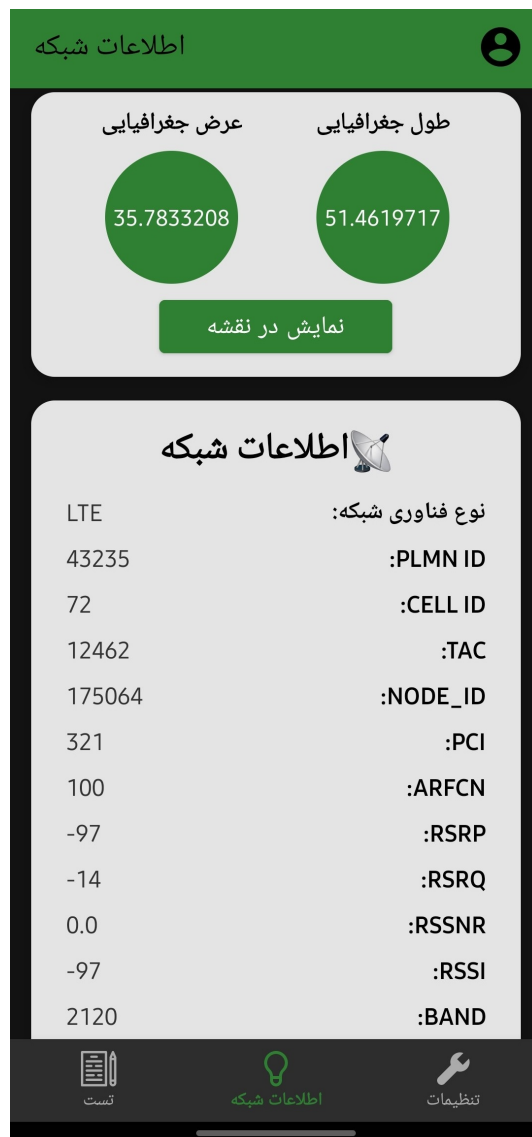 اطلاعات شبکه
طول جغرافیایی عرض جغرافیایی
51.4619717 35.7833208
نمایش در نقشه
اطلاعات شبکه
نوع فناوری شبکه: LTE
PLMN ID: 43235
CELL ID: 72
TAC: 12462
NODE_ID: 175064
PCI: 321
ARFCN: 100
RSRP: -97
RSRQ: -14
RSSNR: 0.0
RSSI: -97
BAND: 2120
تنظیمات اطلاعات شبکه تست